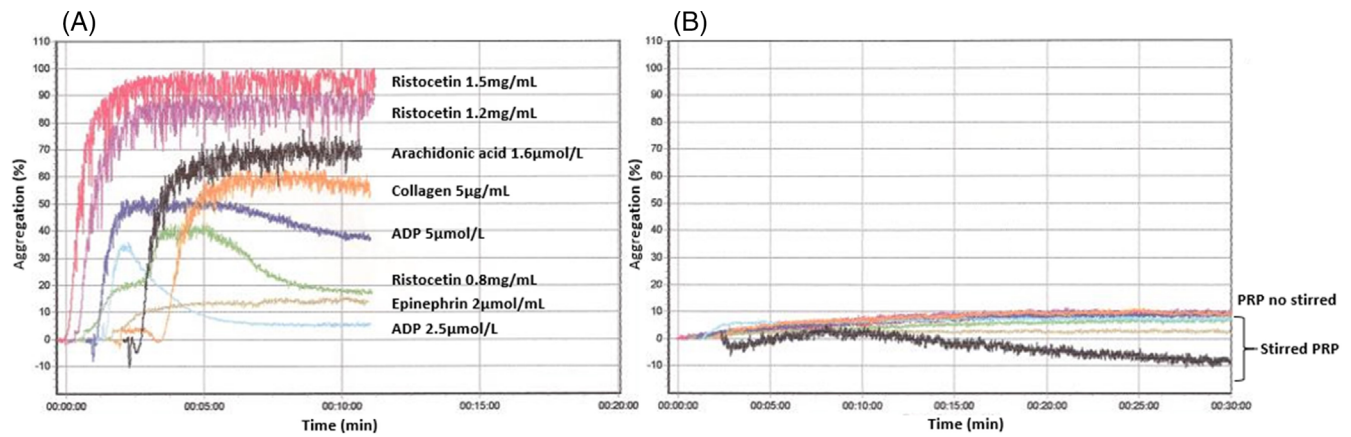 (A)
(B)
Aggregation (%)
110
100
90
80
70
60
50
40
30
20
10
0
-10
Ristocetin 1.5mg/mL
Ristocetin 1.2mg/mL
Arachidonic acid 1.6µmol/L
Collagen 5µg/mL
ADP 5µmol/L
Ristocetin 0.8mg/mL
Epinephrin 2µmol/mL
ADP 2.5µmol/L
00:00:00 00:05:00 00:10:00 00:15:00 00:20:00
Time (min)
Aggregation (%)
110
100
90
80
70
60
50
40
30
20
10
0
-10
PRP no stirred
Stirred PRP
00:00:00 00:05:00 00:10:00 00:15:00 00:20:00 00:25:00 00:30:00
Time (min)